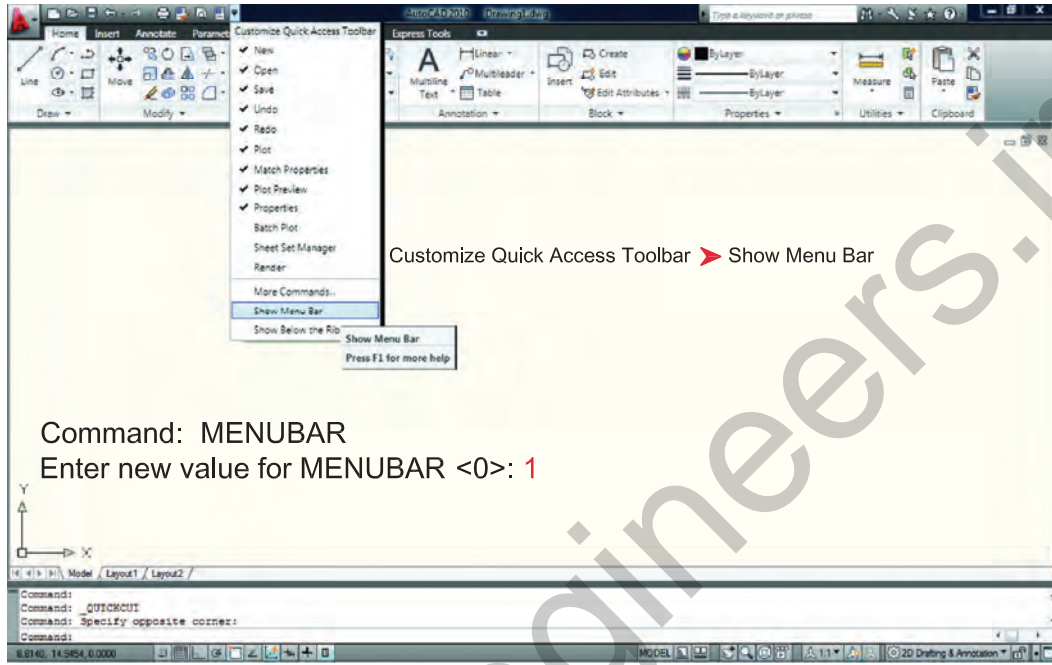 AutoCAD 2010 Drawing1.dwg
Type a keyword or phrase
Home Insert Annotate Paramet
Express Tools
Customize Quick Access Toolbar
New
Open
Save
Undo
Redo
Plot
Match Properties
Plot Preview
Properties
Batch Plot
Sheet Set Manager
Render
More Commands...
Show Menu Bar
Show Below the Rib
Show Menu Bar
Press F1 for more help
Line
Move
Draw
Modify
A
Multiline
Text
Linear
Multileader
Table
Annotation
Insert
Create
Edit
Edit Attributes
Block
ByLayer
ByLayer
ByLayer
Properties
Measure
Utilities
Paste
Clipboard
Customize Quick Access Toolbar ➤ Show Menu Bar
Command: MENUBAR
Enter new value for MENUBAR <0>: 1
Y
X
Model / Layout1 / Layout2 /
Command:
Command: _QUICKCUI
Command: Specify opposite corner:
Command:
8.8140, 14.5454, 0.0000
MODEL
1:1
2D Drafting & Annotation
gineers.ir